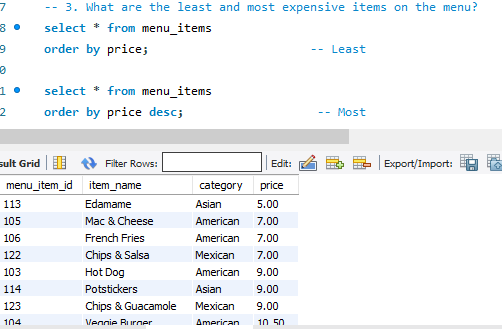 7 -- 3. What are the least and most expensive items on the menu?
8 select * from menu_items
9 order by price; -- Least
0
1 select * from menu_items
2 order by price desc; -- Most
sult Grid Filter Rows: Edit: Export/Import:
menu_item_id item_name category price
113 Edamame Asian 5.00
105 Mac & Cheese American 7.00
106 French Fries American 7.00
122 Chips & Salsa Mexican 7.00
103 Hot Dog American 9.00
114 Potstickers Asian 9.00
123 Chips & Guacamole Mexican 9.00
104 Veggie Burger American 10.50